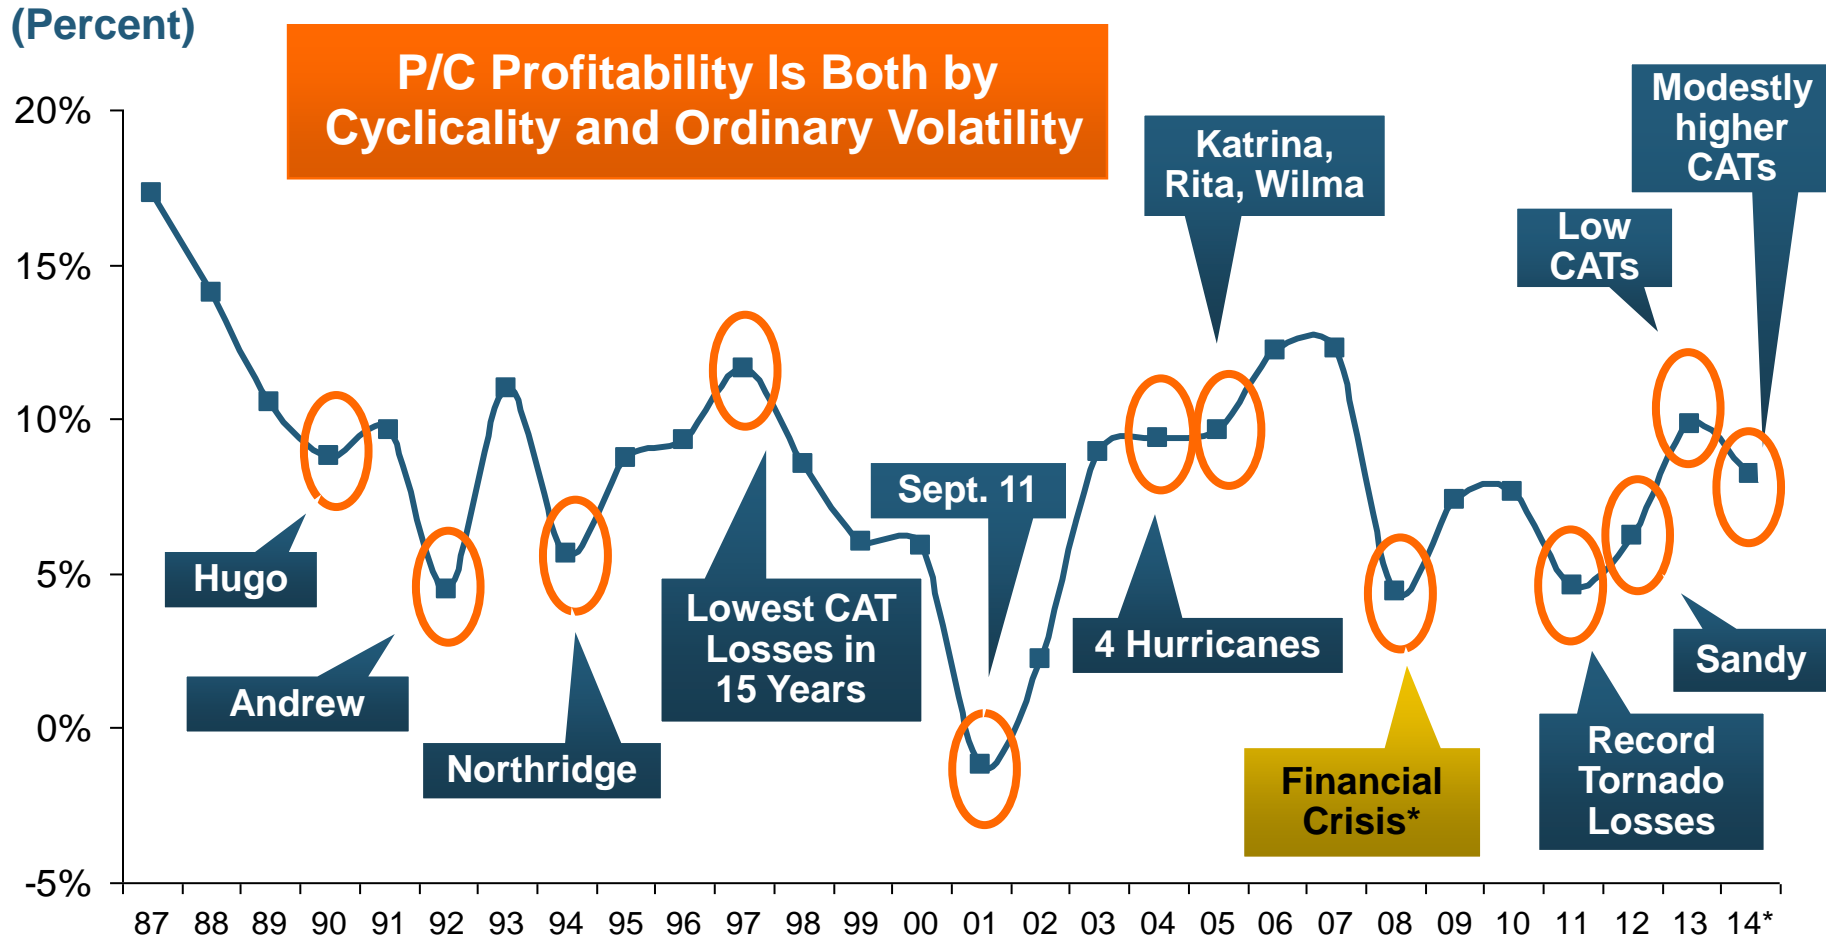 (Percent)
P/C Profitability Is Both by
Cyclicality and Ordinary Volatility
20%
15%
10%
5%
0%
-5%
Hugo
Andrew
Northridge
Lowest CAT
Losses in
15 Years
Sept. 11
4 Hurricanes
Katrina,
Rita, Wilma
Financial
Crisis*
Record
Tornado
Losses
Sandy
Low
CATs
Modestly
higher
CATs
87 88 89 90 91 92 93 94 95 96 97 98 99 00 01 02 03 04 05 06 07 08 09 10 11 12 13 14*